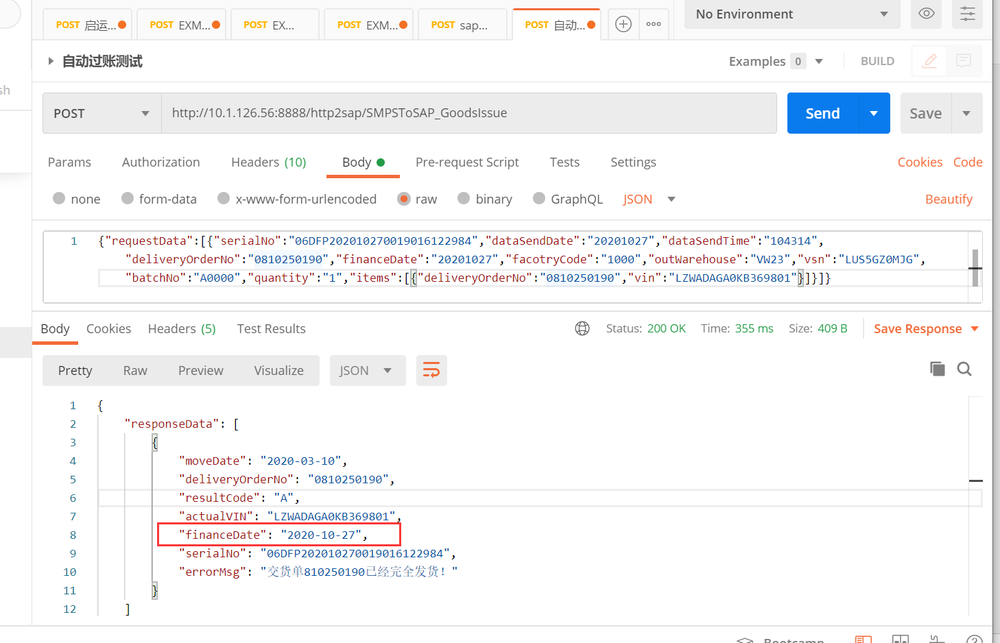 POST 启运...
POST EXM...
POST EX...
POST EXM...
POST sap...
POST 自动...
No Environment
自动过账测试
Examples 0
BUILD
sh
POST
http://10.1.126.56:8888/http2sap/SMPSToSAP_GoodsIssue
Send
Save
Params
Authorization
Headers (10)
Body
Pre-request Script
Tests
Settings
Cookies
Code
none
form-data
x-www-form-urlencoded
raw
binary
GraphQL
JSON
Beautify
1 {"requestData":[{"serialNo":"06DFP202010270019016122984","dataSendDate":"20201027","dataSendTime":"104314",
"deliveryOrderNo":"0810250190","financeDate":"20201027","facotryCode":"1000","outWarehouse":"VW23","vsn":"LUS5GZ0MJG",
"batchNo":"A0000","quantity":"1","items":[{"deliveryOrderNo":"0810250190","vin":"LZWADAGA0KB369801"}]}]}
Body
Cookies
Headers (5)
Test Results
Status: 200 OK
Time: 355 ms
Size: 409 B
Save Response
Pretty
Raw
Preview
Visualize
JSON
1 {
2 "responseData": [
3 {
4 "moveDate": "2020-03-10",
5 "deliveryOrderNo": "0810250190",
6 "resultCode": "A",
7 "actualVIN": "LZWADAGA0KB369801",
8 "financeDate": "2020-10-27",
9 "serialNo": "06DFP202010270019016122984",
10 "errorMsg": "交货单810250190已经完全发货！"
11 }
12 ]
Bootcamp